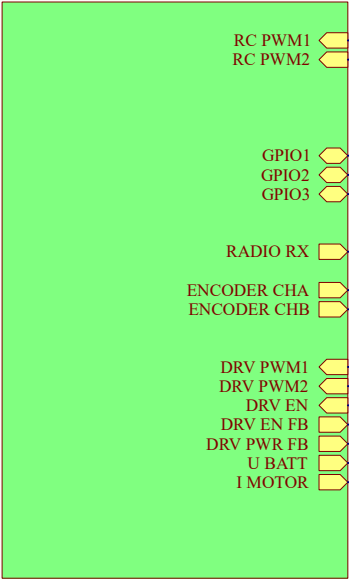 RC PWM1
RC PWM2
GPIO1
GPIO2
GPIO3
RADIO RX
ENCODER CHA
ENCODER CHB
DRV PWM1
DRV PWM2
DRV EN
DRV EN FB
DRV PWR FB
U BATT
I MOTOR